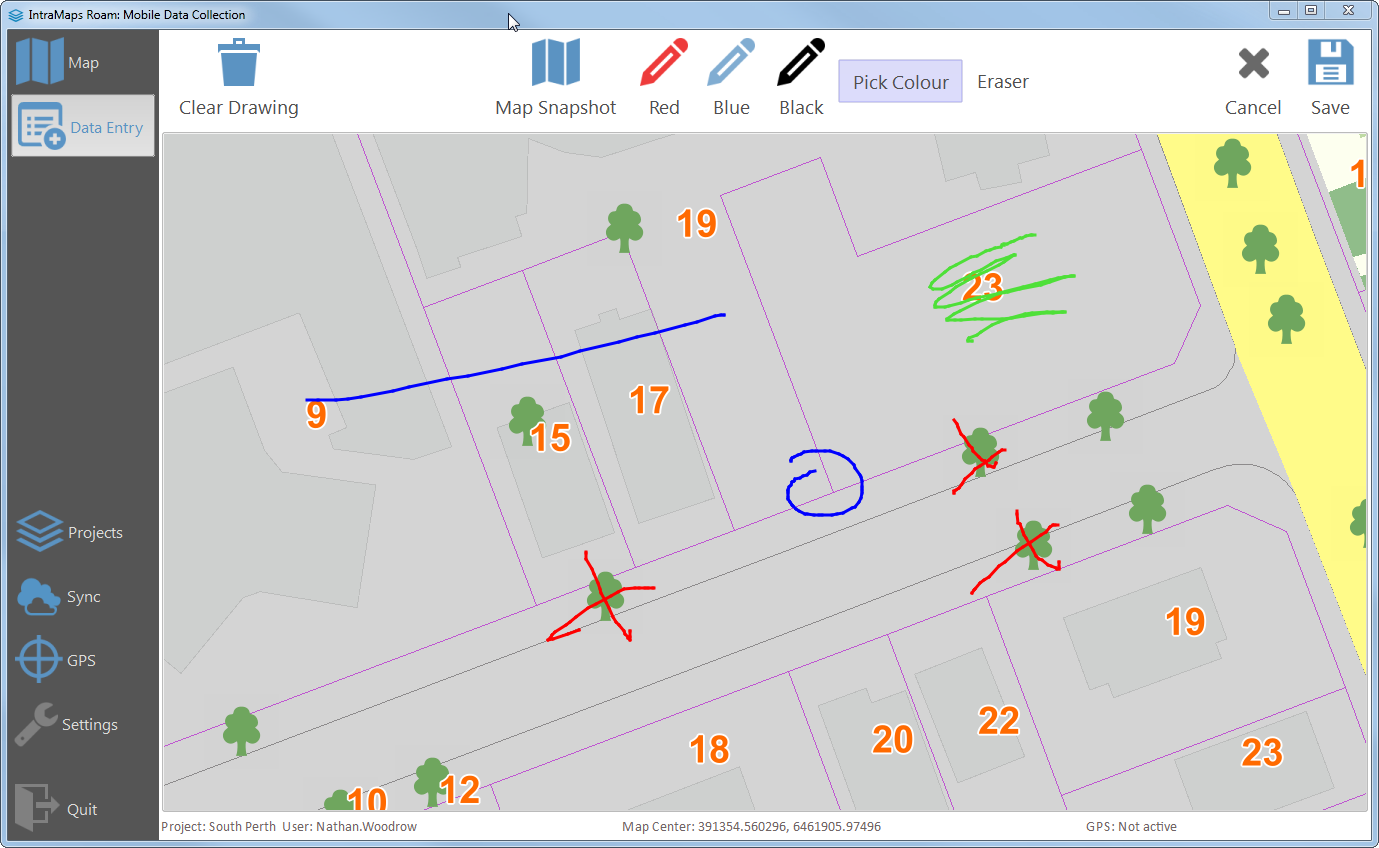 IntraMaps Roam: Mobile Data Collection
Map
Data Entry
Projects
Sync
GPS
Settings
Quit
Clear Drawing
Map Snapshot
Red
Blue
Black
Pick Colour
Eraser
Cancel
Save
19
1
23
9
17
15
19
22
20
18
23
12
10
Project: South Perth User: Nathan.Woodrow
Map Center: 391354.560296, 6461905.97496
GPS: Not active